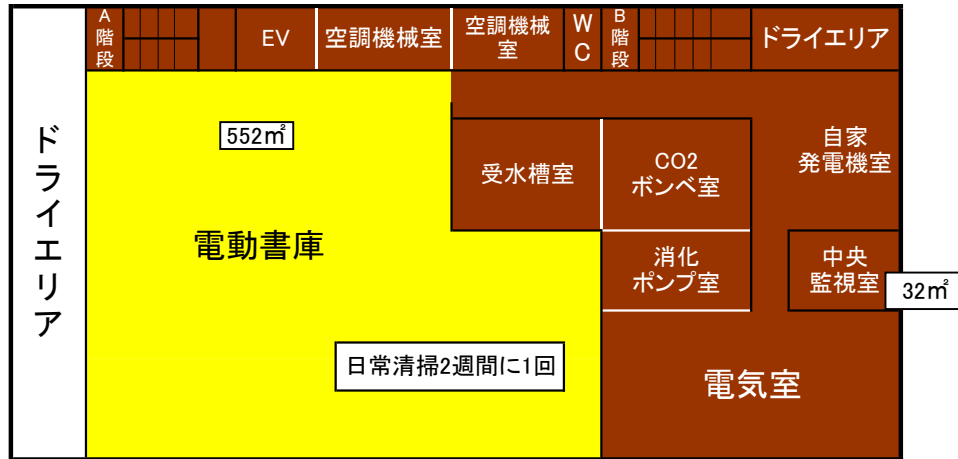 A階段
EV
空調機械室
空調機械
室
WC
B階段
ドライエリア
ドライエリア
552㎡
受水槽室
CO2
ボンベ室
自家
発電機室
電動書庫
消化
ポンプ室
中央
監視室
32㎡
日常清掃2週間に1回
電気室